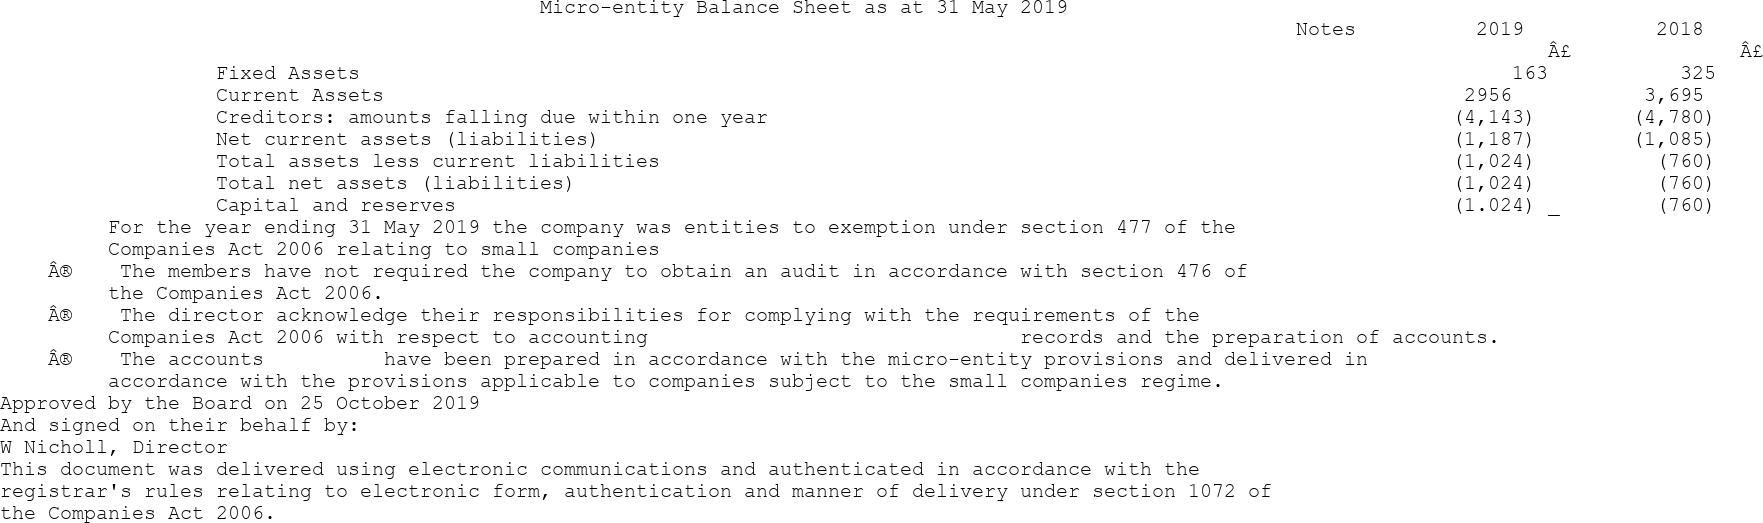 Micro-entity Balance Sheet as at 31 May 2019
Notes 2019 2018
Â£ Â£
Fixed Assets 163 325
Current Assets 2956 3,695
Creditors: amounts falling due within one year (4,143) (4,780)
Net current assets (liabilities) (1,187) (1,085)
Total assets less current liabilities (1,024) (760)
Total net assets (liabilities) (1,024) (760)
Capital and reserves (1.024) _ (760)
For the year ending 31 May 2019 the company was entities to exemption under section 477 of the
Companies Act 2006 relating to small companies
Â® The members have not required the company to obtain an audit in accordance with section 476 of
the Companies Act 2006.
Â® The director acknowledge their responsibilities for complying with the requirements of the
Companies Act 2006 with respect to accounting records and the preparation of accounts.
Â® The accounts have been prepared in accordance with the micro-entity provisions and delivered in
accordance with the provisions applicable to companies subject to the small companies regime.
Approved by the Board on 25 October 2019
And signed on their behalf by:
W Nicholl, Director
This document was delivered using electronic communications and authenticated in accordance with the
registrar's rules relating to electronic form, authentication and manner of delivery under section 1072 of
the Companies Act 2006.